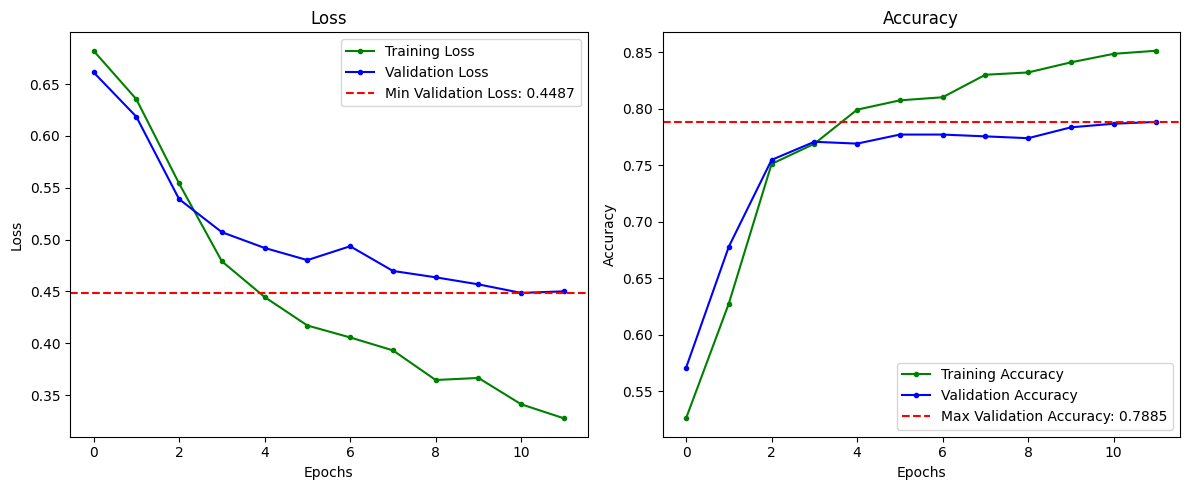 Loss
Training Loss
Validation Loss
Min Validation Loss: 0.4487
0.65
0.60
0.55
0.50
0.45
0.40
0.35
Loss
0 2 4 6 8 10
Epochs
Accuracy
0.85
0.80
0.75
0.70
0.65
0.60
0.55
Accuracy
Training Accuracy
Validation Accuracy
Max Validation Accuracy: 0.7885
0 2 4 6 8 10
Epochs